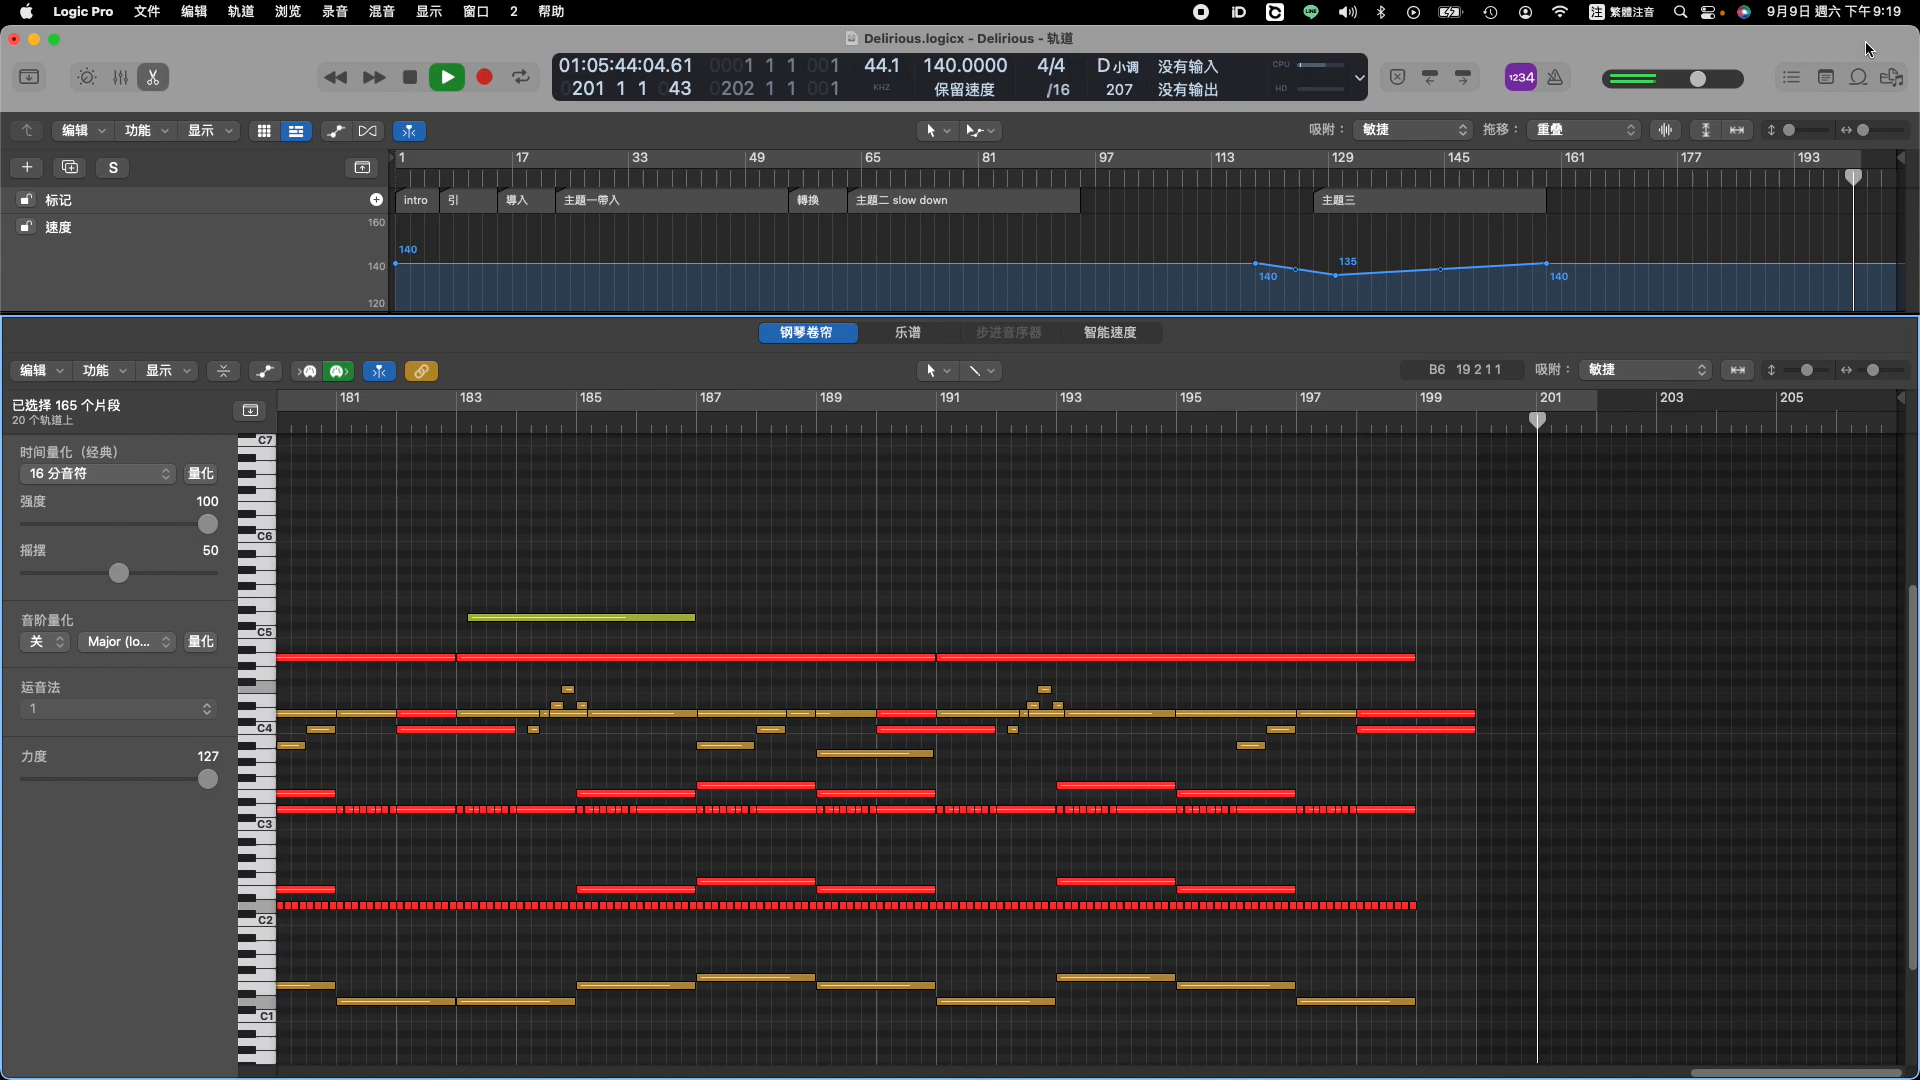 Logic Pro 文件 编辑 轨道 浏览 录音 混音 显示 窗口 2 帮助 iD 注 繁體注音 9月9日 週六 下午9:19
Delirious.logicx - Delirious - 轨道
01:05:44:04.61 0001 1 1 001 44.1 140.0000 4/4 D小调 没有输入 CPU
201 1 1 043 0202 1 1 001 KHZ 保留速度 /16 207 没有输出 HD
1234
编辑 功能 显示 吸附： 敏捷 拖移： 重叠
S
1 17 33 49 65 81 97 113 129 145 161 177 193
标记 intro 引 導入 主題一帶入 轉換 主題二 slow down 主題三
速度
160
140
120
140 140 135 140
钢琴卷帘 乐谱 步进音序器 智能速度
编辑 功能 显示 B6 19 2 1 1 吸附： 敏捷
181 183 185 187 189 191 193 195 197 199 201 203 205
已选择 165 个片段
20 个轨道上
时间量化（经典）
16 分音符 量化
强度 100
摇摆 50
音阶量化
关 Major (lo... 量化
运音法
1
力度 127
C7
C6
C5
C4
C3
C2
C1